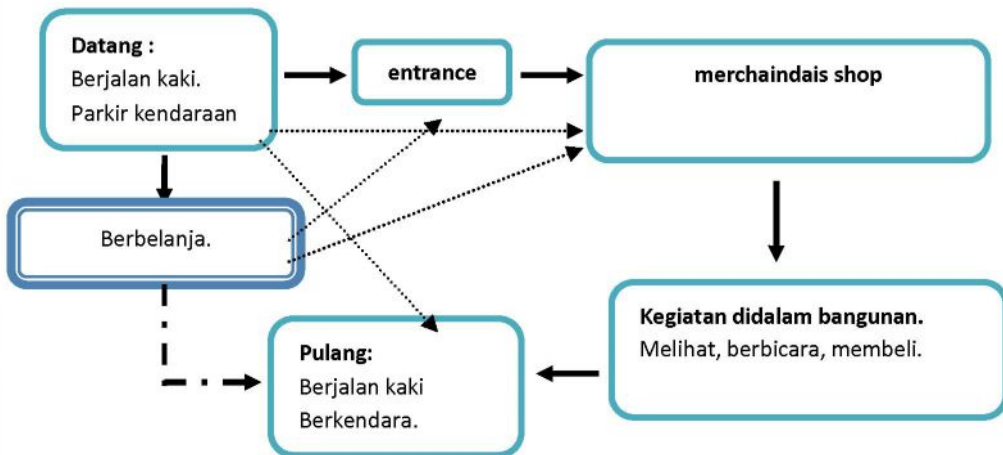 Datang :
Berjalan kaki.
Parkir kendaraan
entrance
merchaindais shop
Berbelanja.
Kegiatan didalam bangunan.
Melihat, berbicara, membeli.
Pulang:
Berjalan kaki
Berkendara.